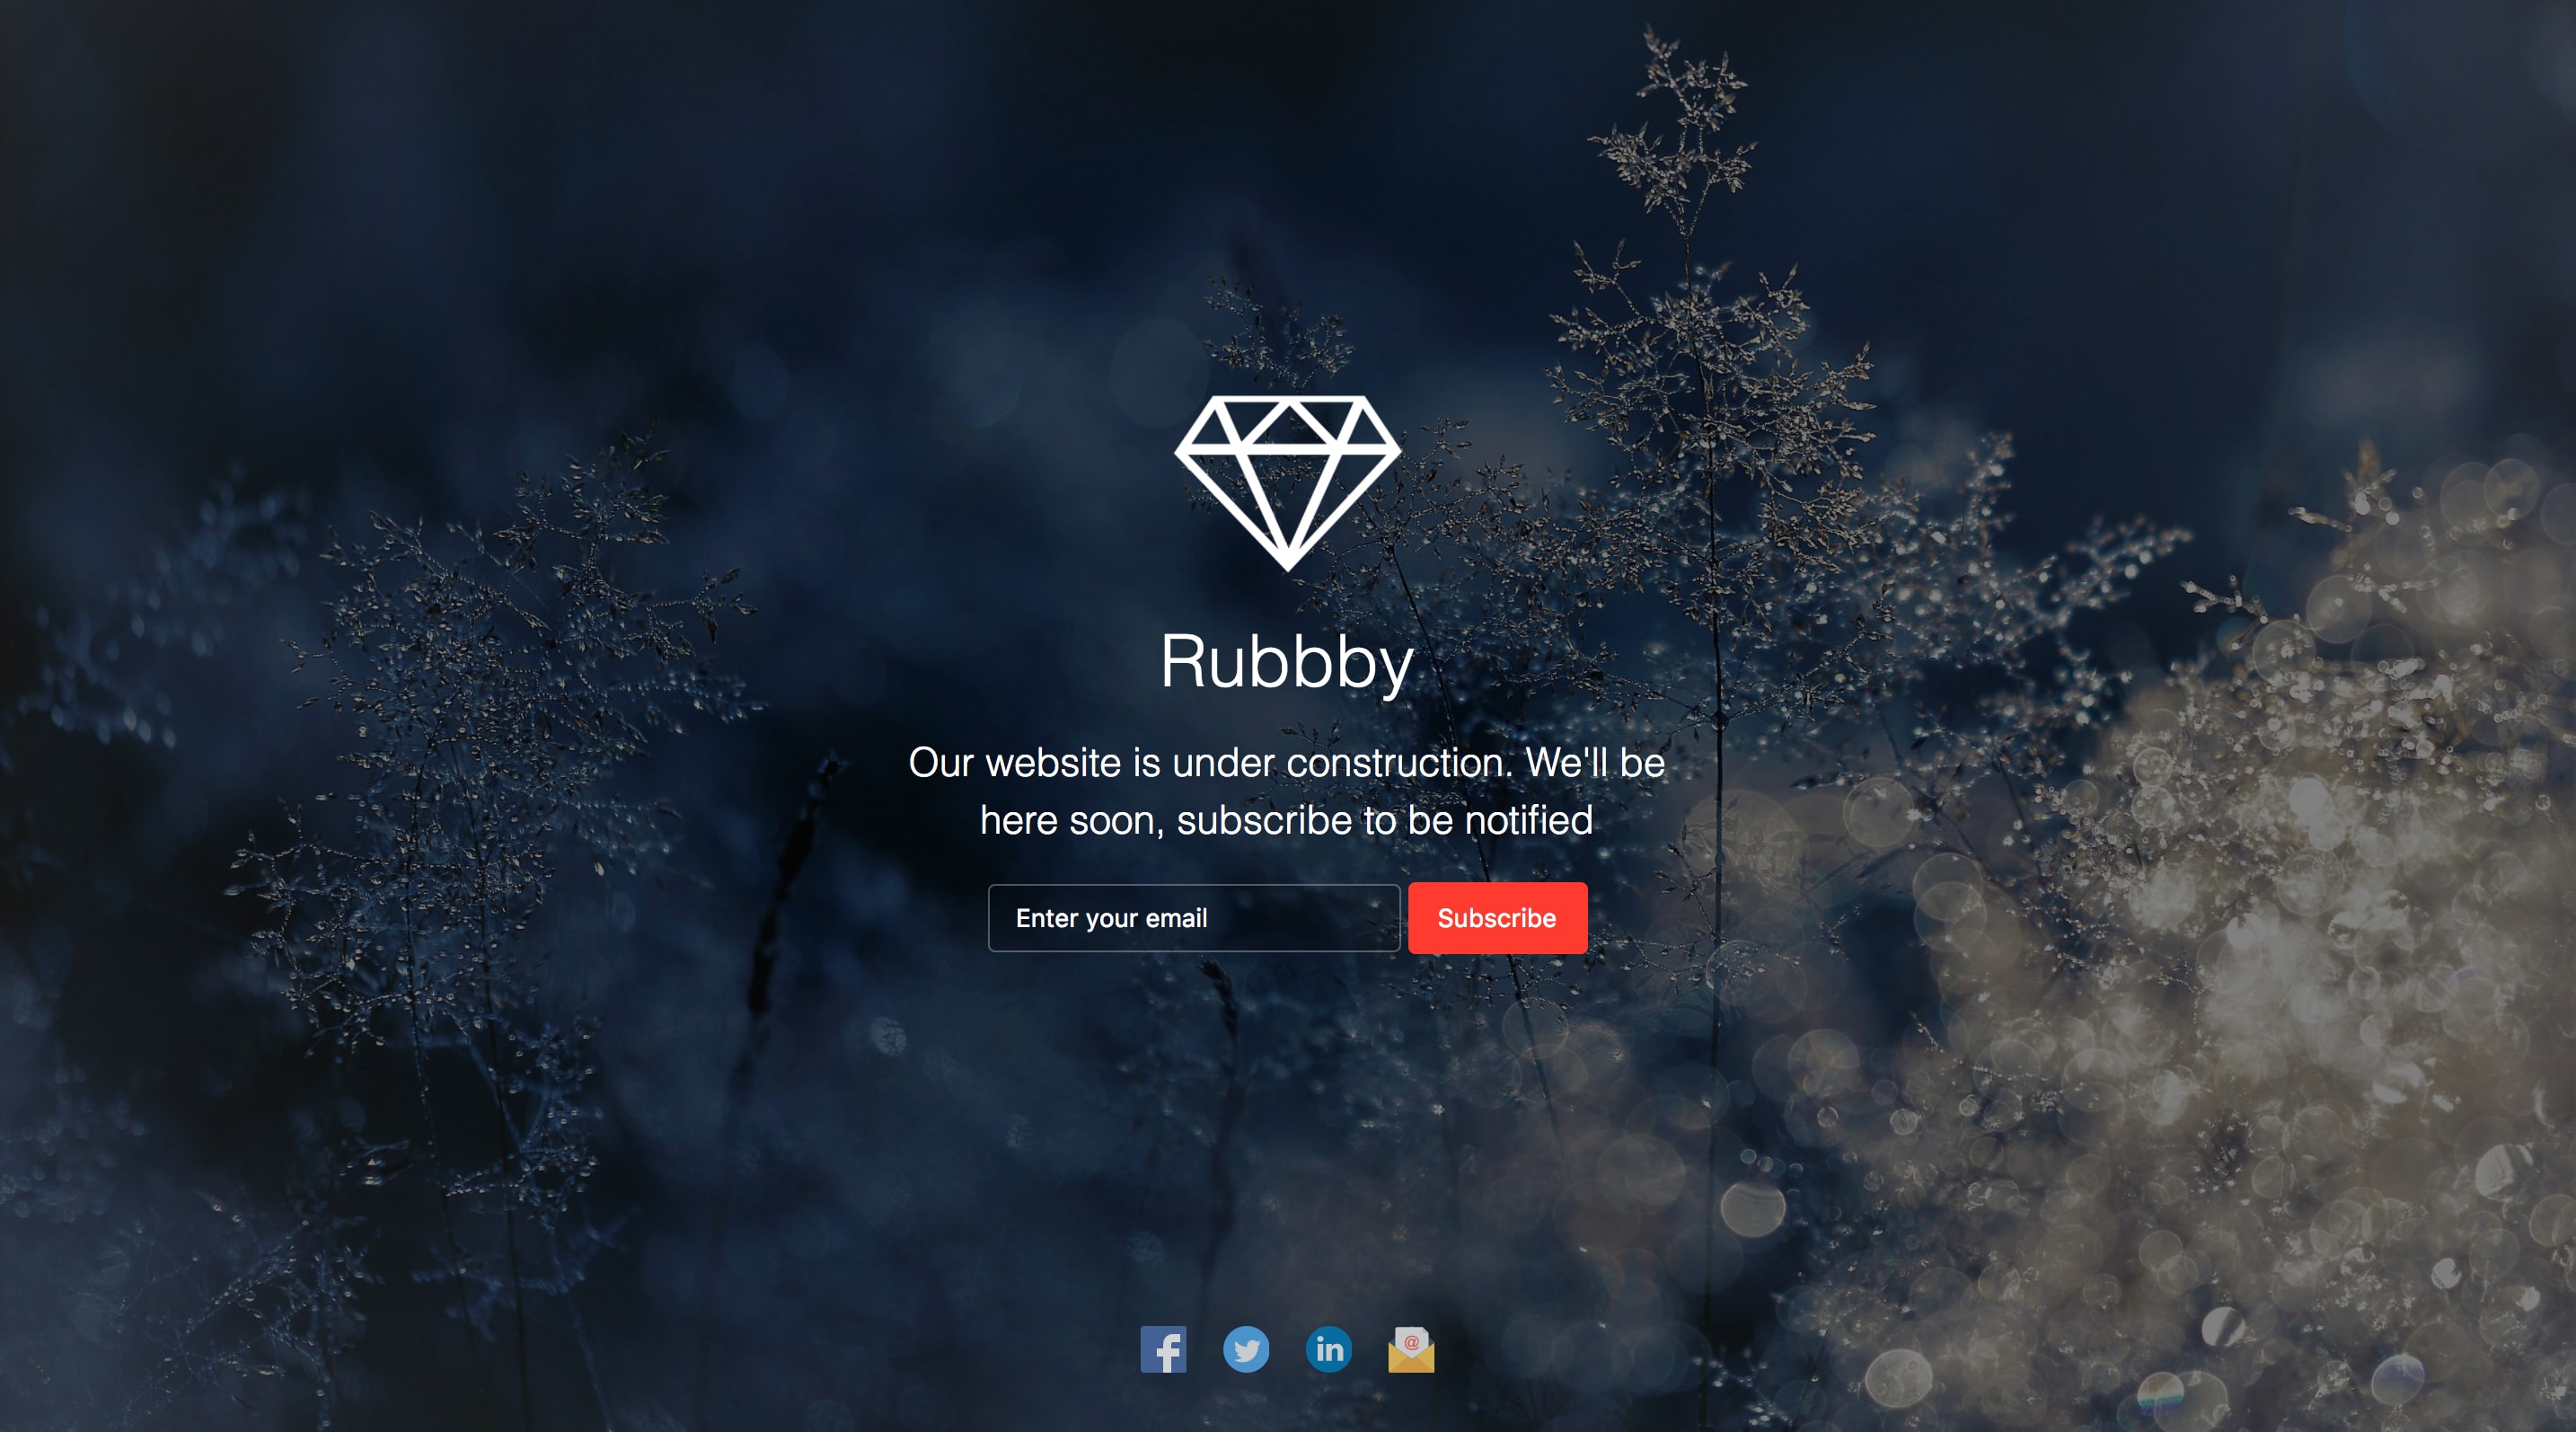 Rubbby
Our website is under construction. We'll be
here soon, subscribe to be notified
Enter your email
Subscribe
f
in
@